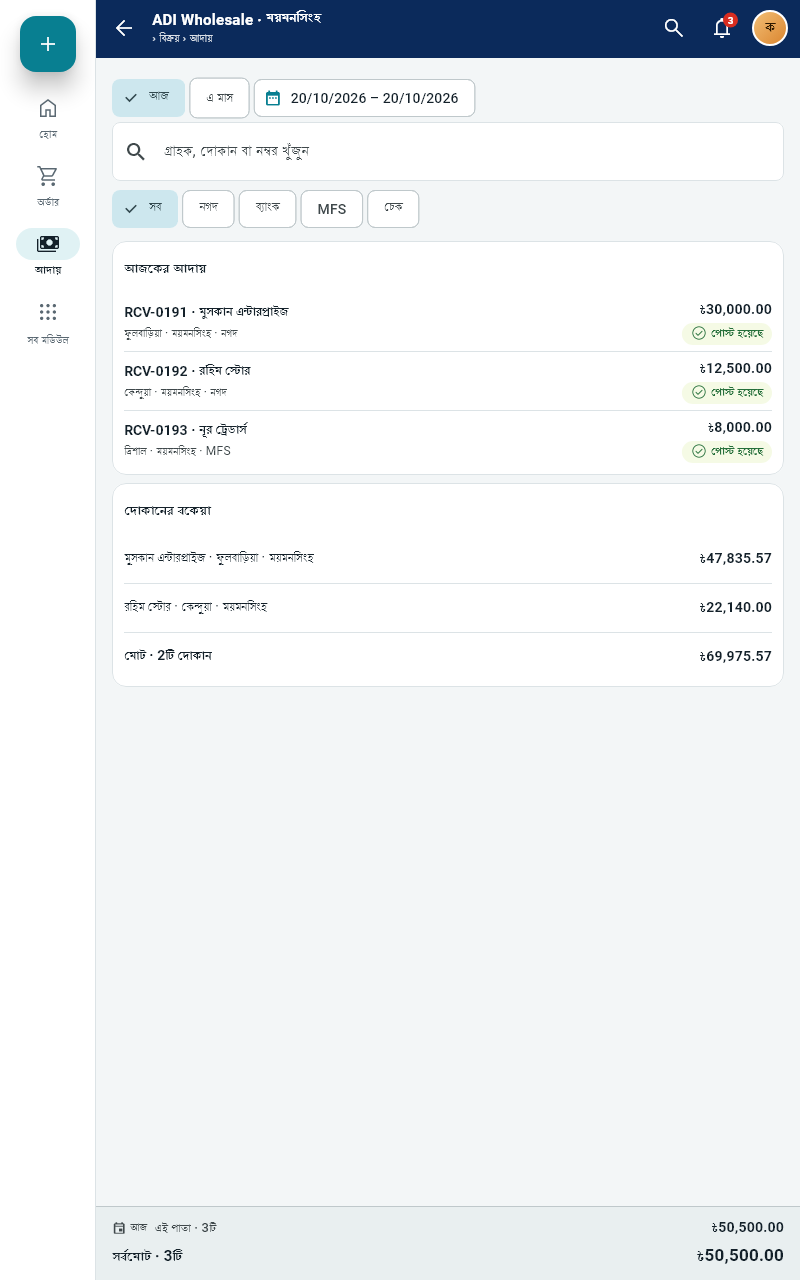 +
ADI Wholesale · ময়মনসিংহ
› বিক্রয় › আদায়
3
ক
হোম
অর্ডার
আদায়
সব মডিউল
আজ
এ মাস
20/10/2026 – 20/10/2026
গ্রাহক, দোকান বা নম্বর খুঁজুন
সব
নগদ
ব্যাংক
MFS
চেক
আজকের আদায়
RCV-0191 · মুসকান এন্টারপ্রাইজ ৳30,000.00
ফুলবাড়িয়া · ময়মনসিংহ · নগদ পোস্ট হয়েছে
RCV-0192 · রহিম স্টোর ৳12,500.00
কেন্দুয়া · ময়মনসিংহ · নগদ পোস্ট হয়েছে
RCV-0193 · নূর ট্রেডার্স ৳8,000.00
ত্রিশাল · ময়মনসিংহ · MFS পোস্ট হয়েছে
দোকানের বকেয়া
মুসকান এন্টারপ্রাইজ · ফুলবাড়িয়া · ময়মনসিংহ ৳47,835.57
রহিম স্টোর · কেন্দুয়া · ময়মনসিংহ ৳22,140.00
মোট · 2টি দোকান ৳69,975.57
আজ এই পাতা · 3টি ৳50,500.00
সর্বমোট · 3টি ৳50,500.00